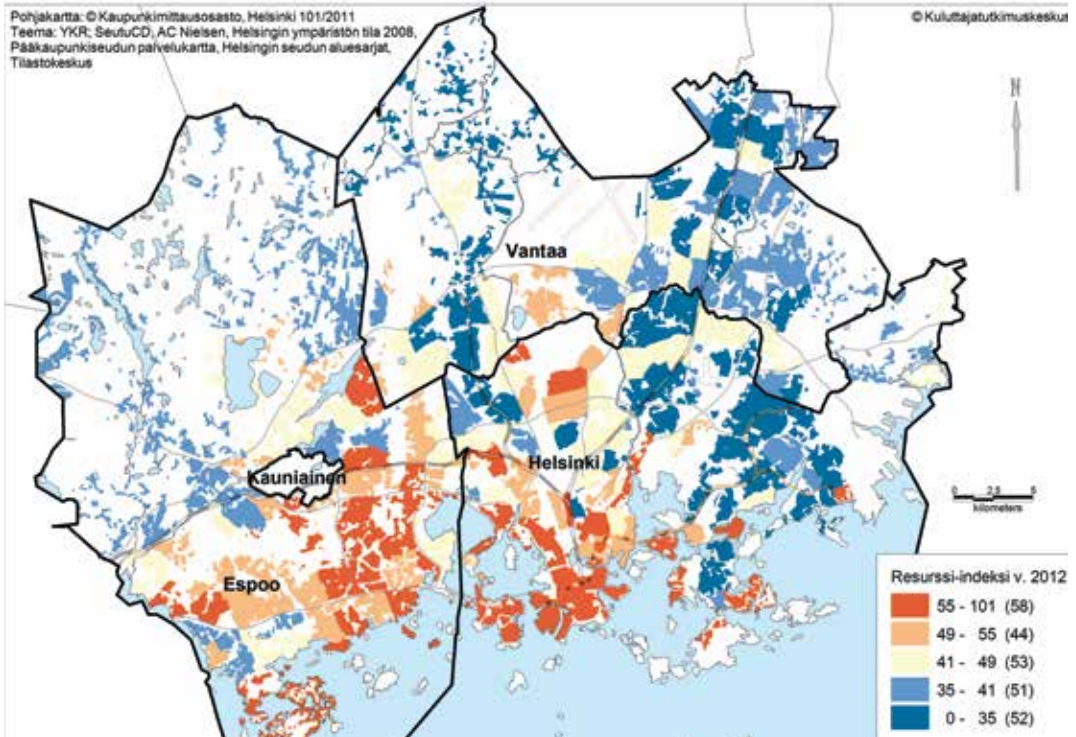 Pohjakartta: © Kaupunkimittausosasto, Helsinki 101/2011
Teema: YKR; SeutuCD, AC Nielsen, Helsingin ympäristön tila 2008,
Pääkaupunkiseudun palvelukartta, Helsingin seudun aluesarjat,
Tilastokeskus
© Kuluttajatutkimuskeskus
N
Vantaa
Kauniainen
Helsinki
Espoo
0 2,5 5
kilometers
Resurssi-indeksi v. 2012
55 - 101 (58)
49 - 55 (44)
41 - 49 (53)
35 - 41 (51)
0 - 35 (52)